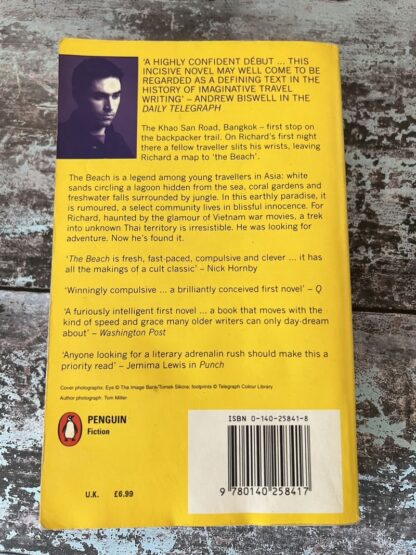 ‘A HIGHLY CONFIDENT DÉBUT ... THIS
INCISIVE NOVEL MAY WELL COME TO BE
REGARDED AS A DEFINING TEXT IN THE
HISTORY OF IMAGINATIVE TRAVEL
WRITING’ – ANDREW BISWELL IN THE
DAILY TELEGRAPH
The Khao San Road, Bangkok – first stop on
the backpacker trail. On Richard's first night
there a fellow traveller slits his wrists, leaving
Richard a map to ‘the Beach’.
The Beach is a legend among young travellers in Asia: white
sands circling a lagoon hidden from the sea, coral gardens and
freshwater falls surrounded by jungle. In this earthly paradise, it
is rumoured, a select community lives in blissful innocence. For
Richard, haunted by the glamour of Vietnam war movies, a trek
into unknown Thai territory is irresistible. He was looking for
adventure. Now he's found it.
‘The Beach is fresh, fast-paced, compulsive and clever ... it has
all the makings of a cult classic’ – Nick Hornby
‘Winningly compulsive ... a brilliantly conceived first novel’ – Q
‘A furiously intelligent first novel ... a book that moves with the
kind of speed and grace many older writers can only day-dream
about’ – Washington Post
‘Anyone looking for a literary adrenalin rush should make this a
priority read’ – Jemima Lewis in Punch
Cover photographs: Eye © The Image Bank/Tomek Sikora; footprints © Telegraph Colour Library
Author photograph: Tom Miller
PENGUIN
Fiction
U.K. £6.99
ISBN 0-140-25841-8
9 780140 258417